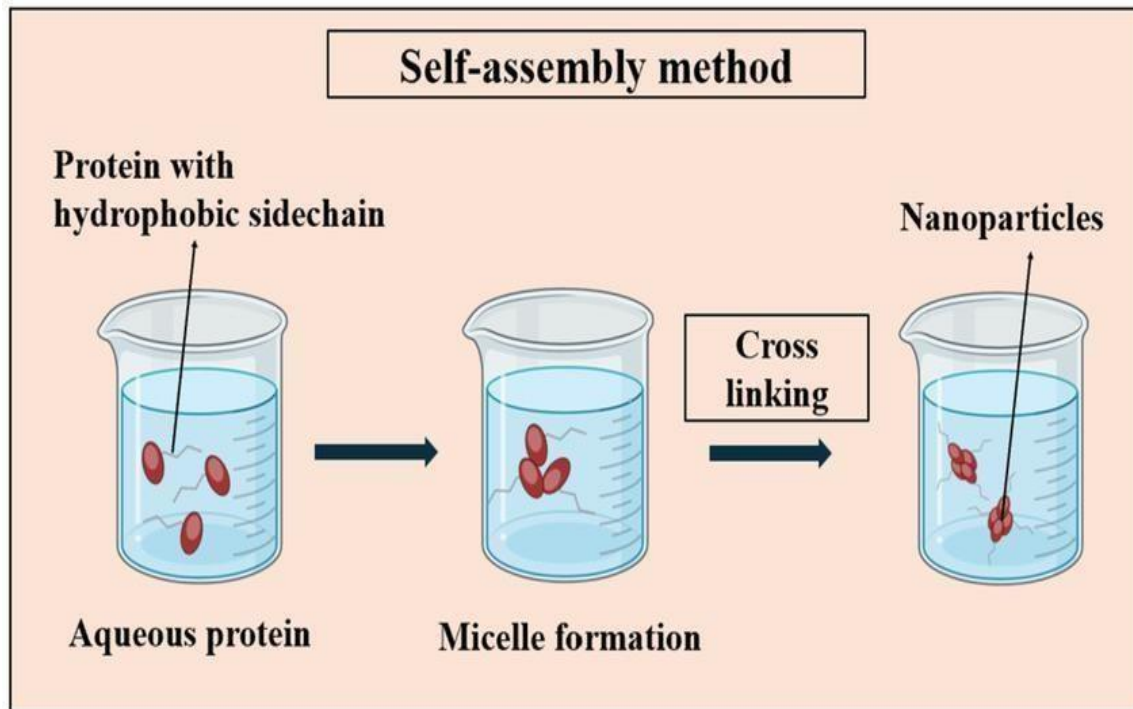 Self-assembly method
Protein with
hydrophobic sidechain
Nanoparticles
Cross
linking
Aqueous protein
Micelle formation